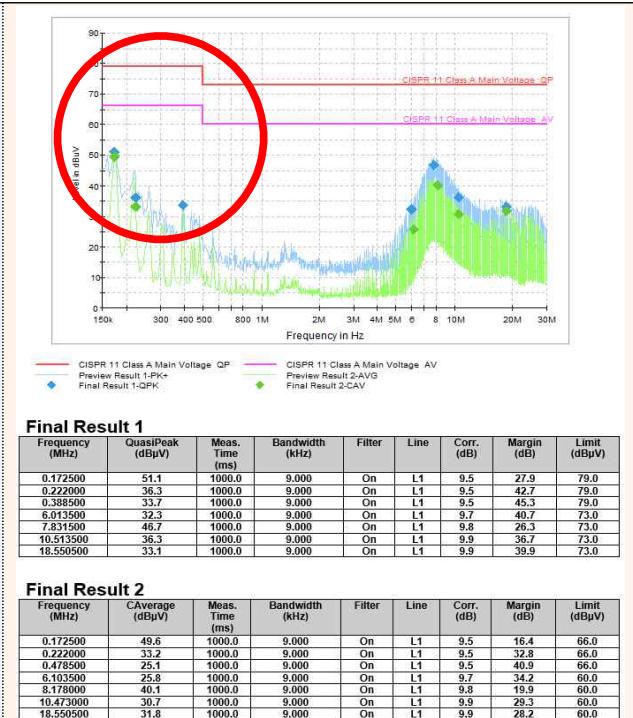 90
CISPR 11 Class A Main Voltage QP
70
CISPR 11 Class A Main Voltage AV
60
50
40
20
10
0
in dBuV
150k 300 400 500 800 1M 2M 3M 4M 5M 6 8 10M 20M 30M
Frequency in Hz
CISPR 11 Class A Main Voltage QP CISPR 11 Class A Main Voltage AV
Preview Result 1-PK+ Preview Result 2-AVG
Final Result 1-QPK Final Result 2-CAV
Final Result 1
Frequency (MHz) QuasiPeak (dBµV) Meas. Time (ms) Bandwidth (kHz) Filter Line Corr. (dB) Margin (dB) Limit (dBµV)
0.172500 51.1 1000.0 9.000 On L1 9.5 27.9 79.0
0.222000 36.3 1000.0 9.000 On L1 9.5 42.7 79.0
0.388500 33.7 1000.0 9.000 On L1 9.5 45.3 79.0
6.013500 32.3 1000.0 9.000 On L1 9.7 40.7 73.0
7.831500 46.7 1000.0 9.000 On L1 9.8 26.3 73.0
10.513500 36.3 1000.0 9.000 On L1 9.9 36.7 73.0
18.550500 33.1 1000.0 9.000 On L1 9.9 39.9 73.0
Final Result 2
Frequency (MHz) CAverage (dBµV) Meas. Time (ms) Bandwidth (kHz) Filter Line Corr. (dB) Margin (dB) Limit (dBµV)
0.172500 49.6 1000.0 9.000 On L1 9.5 16.4 66.0
0.222000 33.2 1000.0 9.000 On L1 9.5 32.8 66.0
0.478500 25.1 1000.0 9.000 On L1 9.5 40.9 66.0
6.103500 25.8 1000.0 9.000 On L1 9.7 34.2 60.0
8.178000 40.1 1000.0 9.000 On L1 9.8 19.9 60.0
10.473000 30.7 1000.0 9.000 On L1 9.9 29.3 60.0
18.550500 31.8 1000.0 9.000 On L1 9.9 28.2 60.0